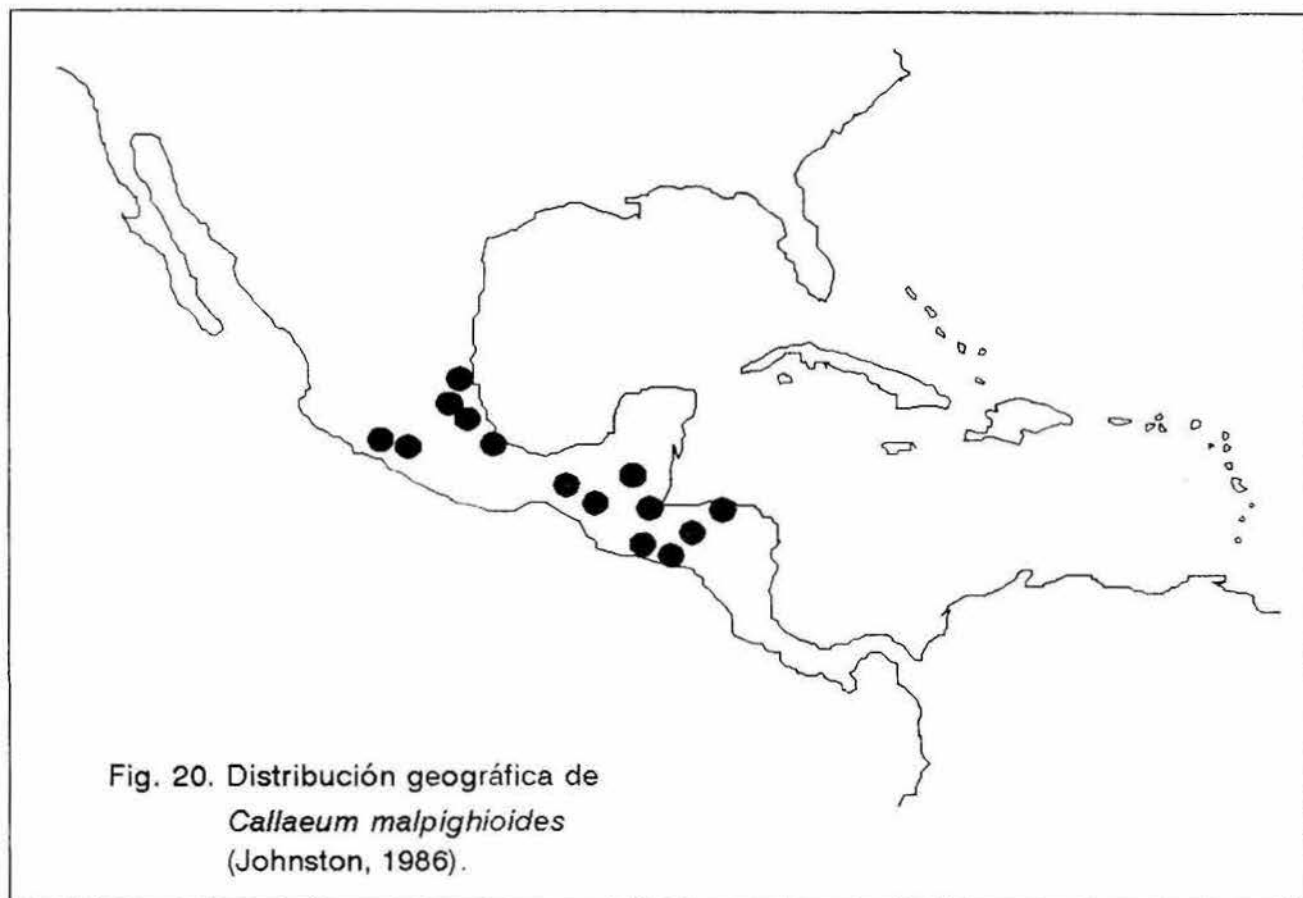 Fig. 20. Distribución geográfica de
Callaeum malpighioides
(Johnston, 1986).